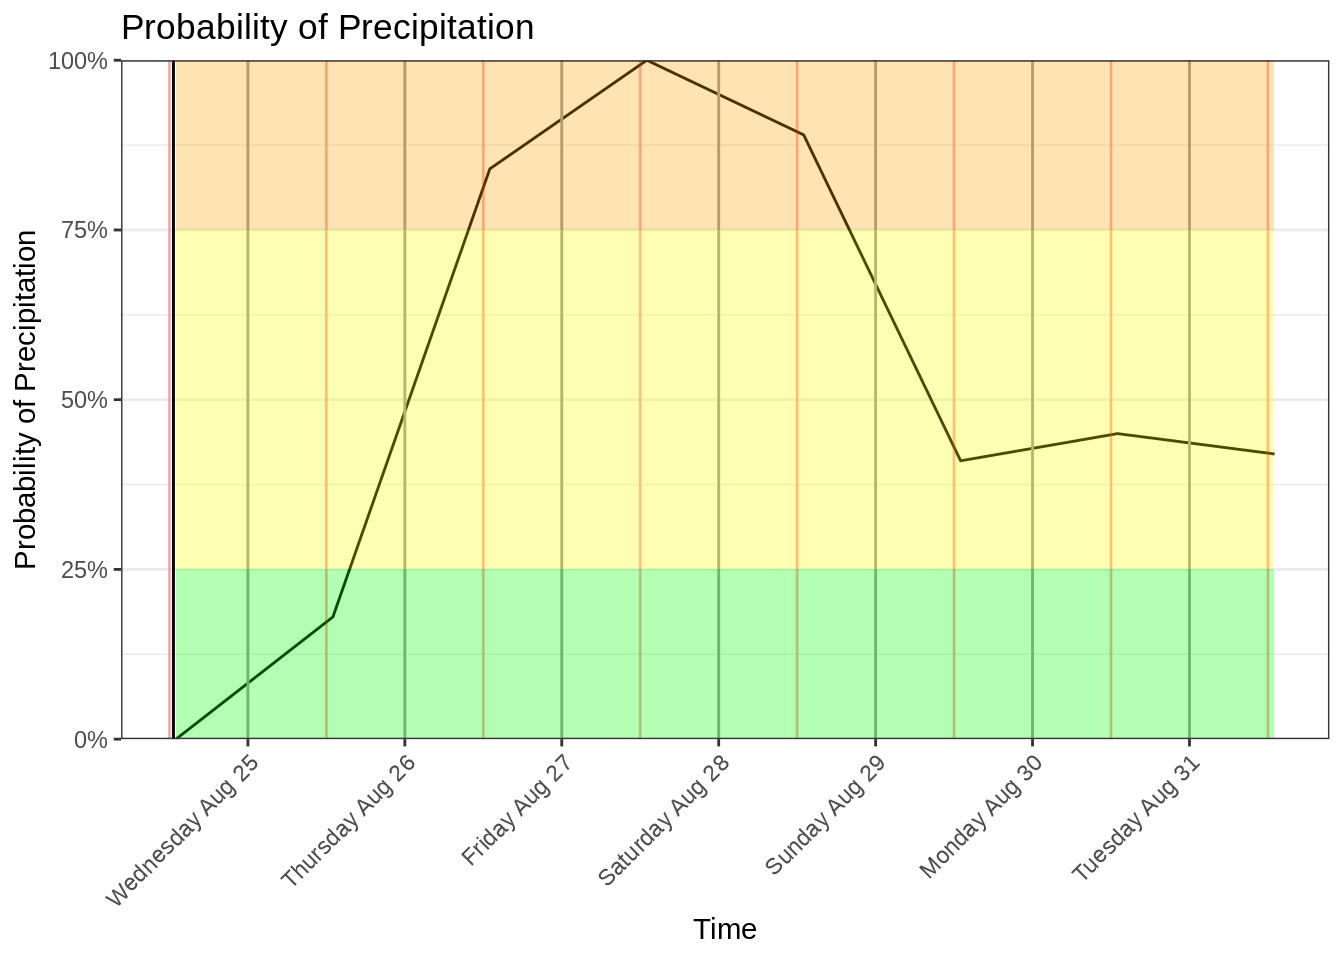 Probability of Precipitation
100%
75%
50%
25%
0%
Probability of Precipitation
Wednesday Aug 25
Thursday Aug 26
Friday Aug 27
Saturday Aug 28
Sunday Aug 29
Monday Aug 30
Tuesday Aug 31
Time